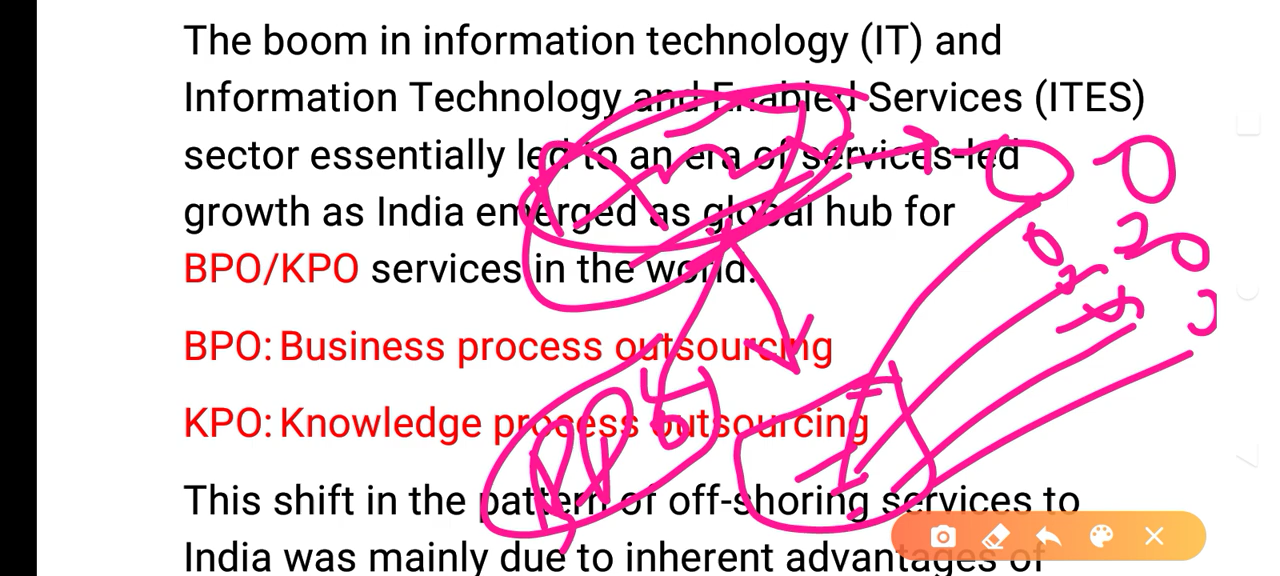 The boom in information technology (IT) and
Information Technology and Enabled Services (ITES)
sector essentially led to an era of services-led
growth as India emerged as global hub for
BPO/KPO services in the world.
BPO: Business process outsourcing
KPO: Knowledge process outsourcing
This shift in the pattern of off-shoring services to
India was mainly due to inherent advantages of